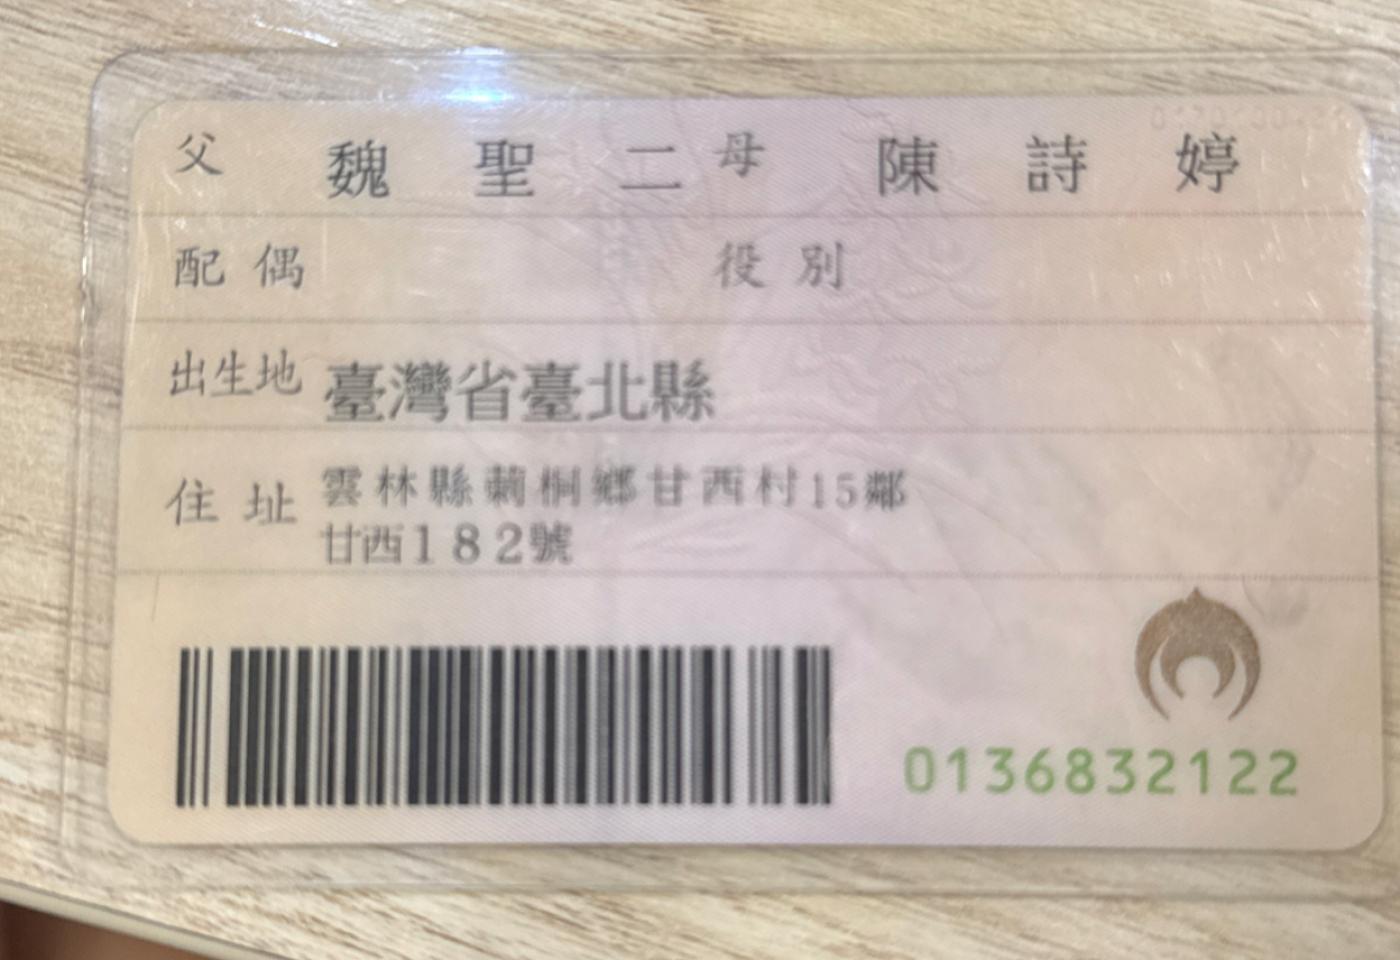 父 魏聖二 母 陳詩婷
配偶 役別
出生地 臺灣省臺北縣
住址 雲林縣莿桐鄉甘西村15鄰
甘西182號
0136832122